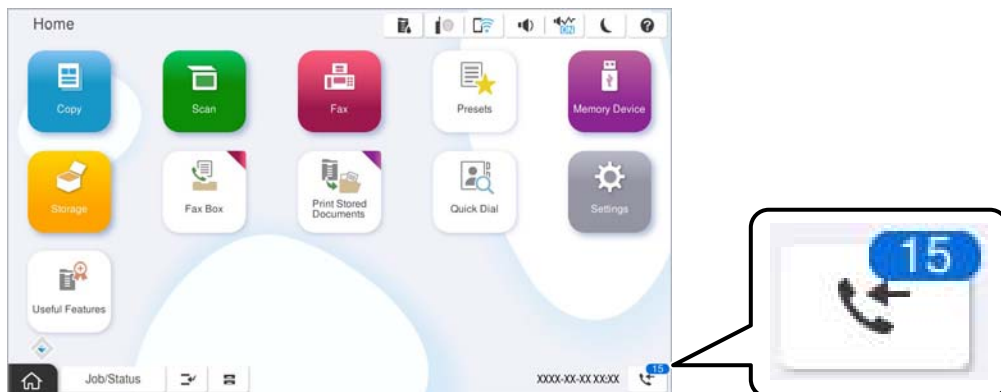 Home
Copy
Scan
Fax
Presets
Memory Device
Storage
Fax Box
Print Stored
Documents
Quick Dial
Settings
15
Useful Features
Job/Status
XXXX-XX-XX XX:XX
15